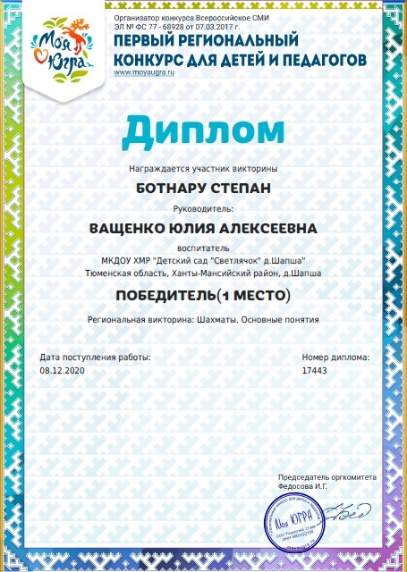 Организатор конкурса Всероссийское СМИ
ЭЛ № ФС 77 - 68928 от 07.03.2017 г.
Моя
Югра
ПЕРВЫЙ РЕГИОНАЛЬНЫЙ
КОНКУРС ДЛЯ ДЕТЕЙ И ПЕДАГОГОВ
www.moyaugra.ru
Диплом
Награждается участник викторины
БОТНАРУ СТЕПАН
Руководитель:
ВАЩЕНКО ЮЛИЯ АЛЕКСЕЕВНА
воспитатель
МКДОУ ХМР "Детский сад "Светлячок" д.Шапша"
Тюменская область, Ханты-Мансийский район, д.Шапша
ПОБЕДИТЕЛЬ(1 МЕСТО)
Региональная викторина: Шахматы. Основные понятия
Дата поступления работы:
08.12.2020
Номер диплома:
17443
Председатель оргкомитета
Федосова И.Г.
Моя ЮГРА